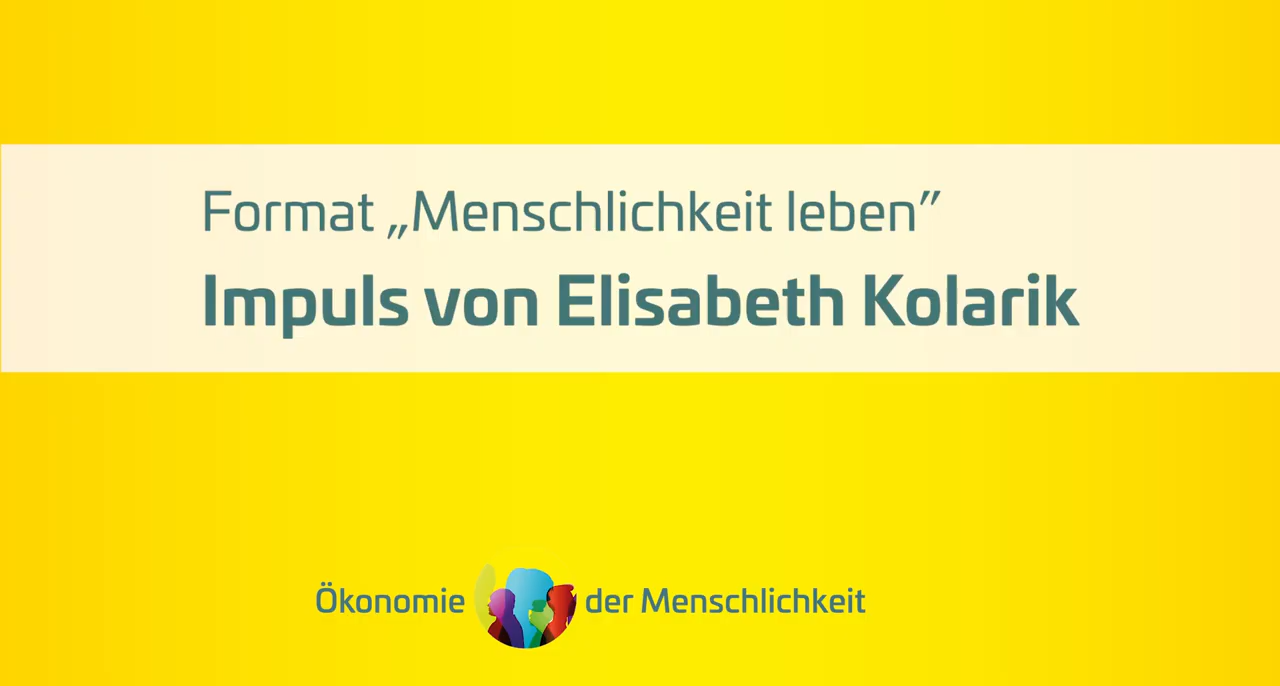 Format „Menschlichkeit leben”
Impuls von Elisabeth Kolarik
Ökonomie der Menschlichkeit